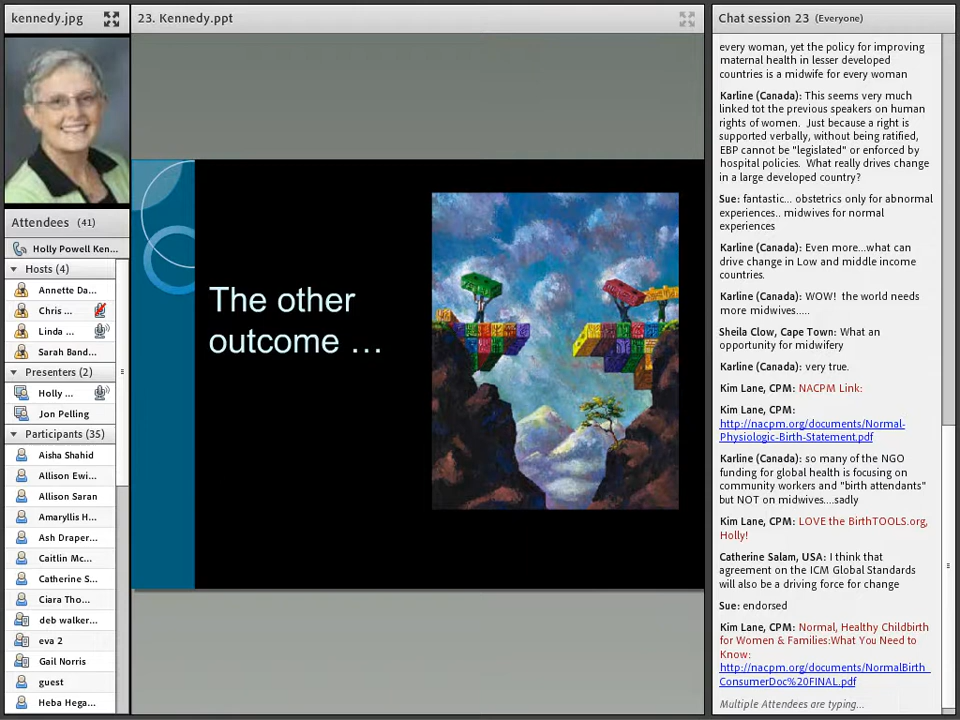 kennedy.jpg
23. Kennedy.ppt
Chat session 23 (Everyone)
Attendees (41)
Holly Powell Ken...
Hosts (4)
Annette Da...
Chris ...
Linda ...
Sarah Band...
Presenters (2)
Holly ...
Jon Pelling
Participants (35)
Aisha Shahid
Allison Ewi...
Allison Saran
Amaryllis H...
Ash Draper...
Caitlin Mc...
Catherine S...
Ciara Tho...
deb walker...
eva 2
Gail Norris
guest
Heba Hega...
The other
outcome ...
every woman, yet the policy for improving
maternal health in lesser developed
countries is a midwife for every woman
Karline (Canada): This seems very much
linked tot the previous speakers on human
rights of women. Just because a right is
supported verbally, without being ratified,
EBP cannot be "legislated" or enforced by
hospital policies. What really drives change
in a large developed country?
Sue: fantastic... obstetrics only for abnormal
experiences.. midwives for normal
experiences
Karline (Canada): Even more...what can
drive change in Low and middle income
countries.
Karline (Canada): WOW! the world needs
more midwives.....
Sheila Clow, Cape Town: What an
opportunity for midwifery
Karline (Canada): very true.
Kim Lane, CPM: NACPM Link:
Kim Lane, CPM:
http://nacpm.org/documents/Normal-
Physiologic-Birth-Statement.pdf
Karline (Canada): so many of the NGO
funding for global health is focusing on
community workers and "birth attendants"
but NOT on midwives....sadly
Kim Lane, CPM: LOVE the BirthTOOLS.org,
Holly!
Catherine Salam, USA: I think that
agreement on the ICM Global Standards
will also be a driving force for change
Sue: endorsed
Kim Lane, CPM: Normal, Healthy Childbirth
for Women & Families:What You Need to
Know:
http://nacpm.org/documents/NormalBirth_
ConsumerDoc%20FINAL.pdf
Multiple Attendees are typing...